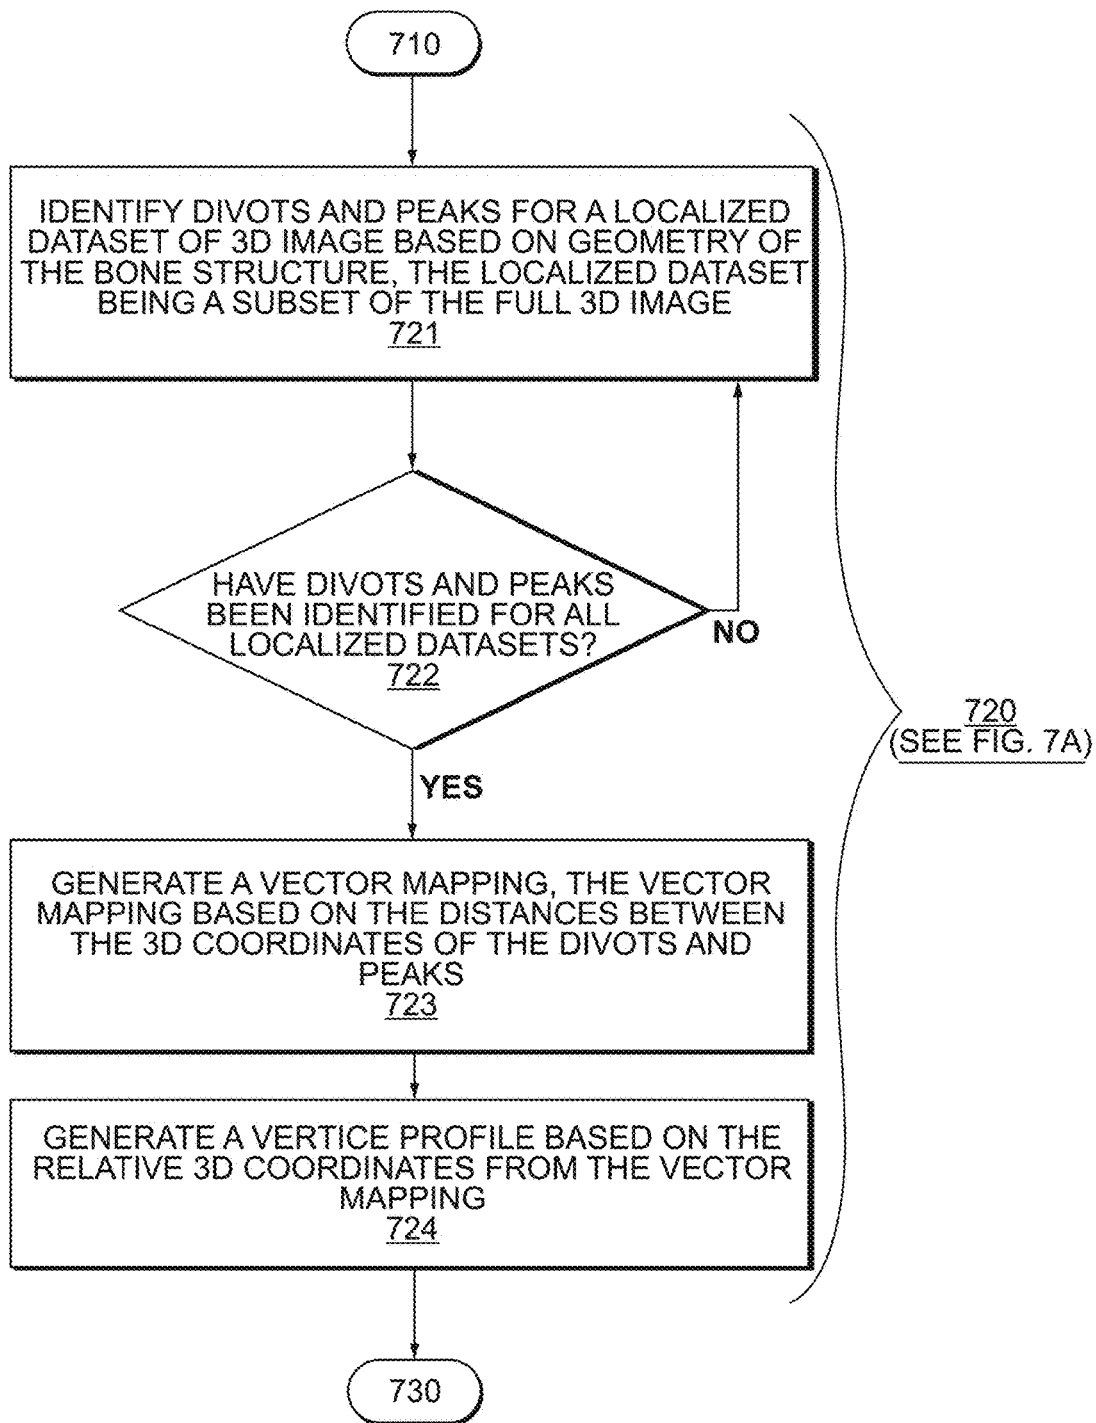 710
IDENTIFY DIVOTS AND PEAKS FOR A LOCALIZED
DATASET OF 3D IMAGE BASED ON GEOMETRY OF
THE BONE STRUCTURE, THE LOCALIZED DATASET
BEING A SUBSET OF THE FULL 3D IMAGE
721
HAVE DIVOTS AND PEAKS
BEEN IDENTIFIED FOR ALL
LOCALIZED DATASETS?
722
NO
720
(SEE FIG. 7A)
YES
GENERATE A VECTOR MAPPING, THE VECTOR
MAPPING BASED ON THE DISTANCES BETWEEN
THE 3D COORDINATES OF THE DIVOTS AND
PEAKS
723
GENERATE A VERTICE PROFILE BASED ON THE
RELATIVE 3D COORDINATES FROM THE VECTOR
MAPPING
724
730